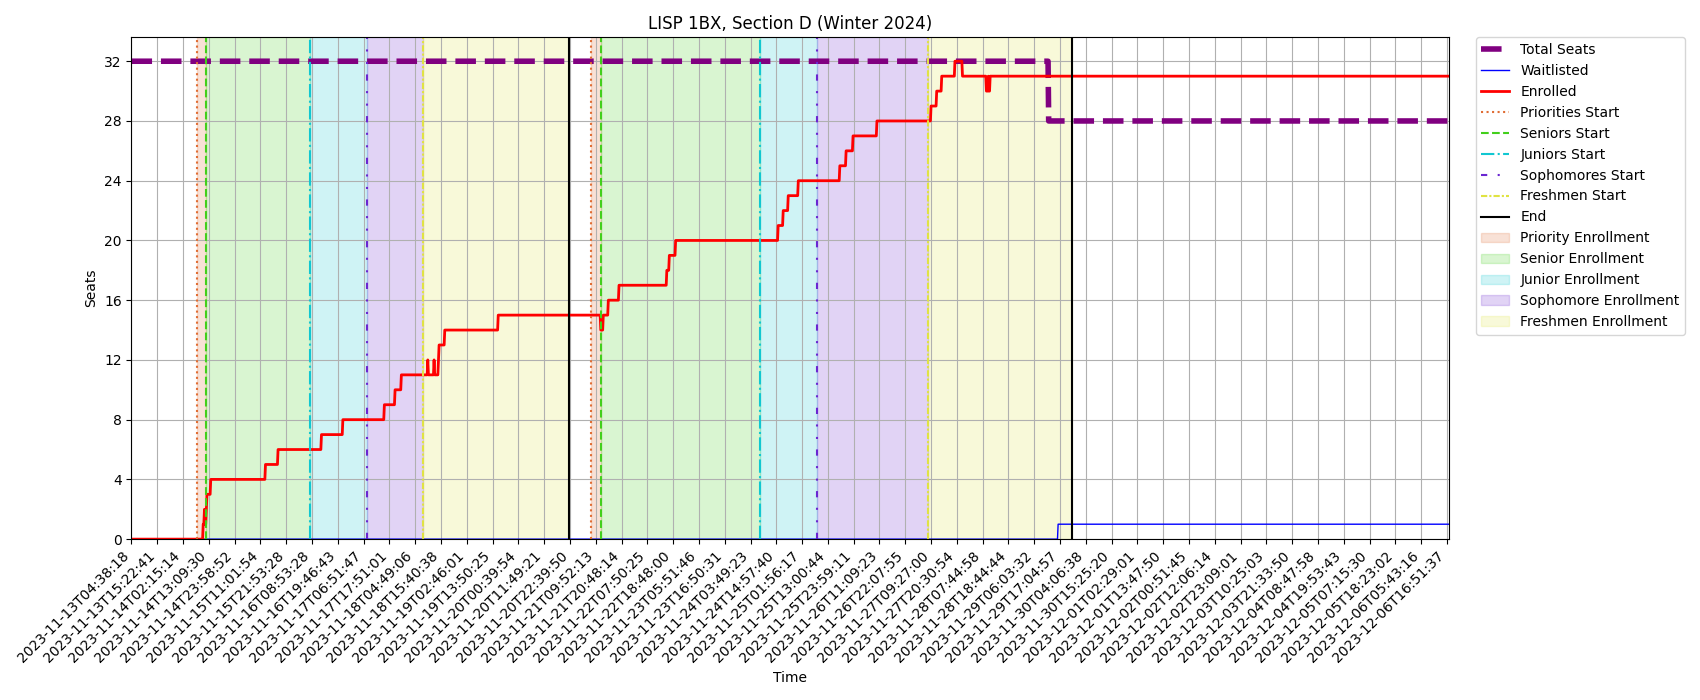 LISP 1BX, Section D (Winter 2024)
Total Seats
Waitlisted
Enrolled
Priorities Start
Seniors Start
Juniors Start
Sophomores Start
Freshmen Start
End
Priority Enrollment
Senior Enrollment
Junior Enrollment
Sophomore Enrollment
Freshmen Enrollment
Seats
32
28
24
20
16
12
8
4
0
2023-11-13T04:38:18
2023-11-13T15:22:41
2023-11-14T02:15:14
2023-11-14T13:09:30
2023-11-14T23:58:52
2023-11-15T11:01:54
2023-11-15T21:53:28
2023-11-16T08:53:28
2023-11-16T19:46:43
2023-11-17T06:51:47
2023-11-17T17:51:01
2023-11-18T04:49:06
2023-11-18T15:40:38
2023-11-19T02:46:01
2023-11-19T13:50:25
2023-11-20T00:39:54
2023-11-20T11:49:21
2023-11-20T22:39:50
2023-11-21T09:52:13
2023-11-21T20:48:14
2023-11-22T07:50:25
2023-11-22T18:48:00
2023-11-23T05:51:46
2023-11-23T16:50:31
2023-11-24T03:49:23
2023-11-24T14:57:40
2023-11-25T01:56:17
2023-11-25T13:00:44
2023-11-25T23:59:11
2023-11-26T11:09:23
2023-11-26T22:07:55
2023-11-27T09:27:00
2023-11-27T20:30:54
2023-11-28T07:44:58
2023-11-28T18:44:44
2023-11-29T06:03:32
2023-11-29T17:04:57
2023-11-30T04:06:38
2023-11-30T15:25:20
2023-12-01T02:29:01
2023-12-01T13:47:50
2023-12-02T00:51:45
2023-12-02T12:06:14
2023-12-02T23:09:01
2023-12-03T10:25:03
2023-12-03T21:33:50
2023-12-04T08:47:58
2023-12-04T19:53:43
2023-12-05T07:15:30
2023-12-05T18:23:02
2023-12-06T05:43:16
2023-12-06T16:51:37
Time